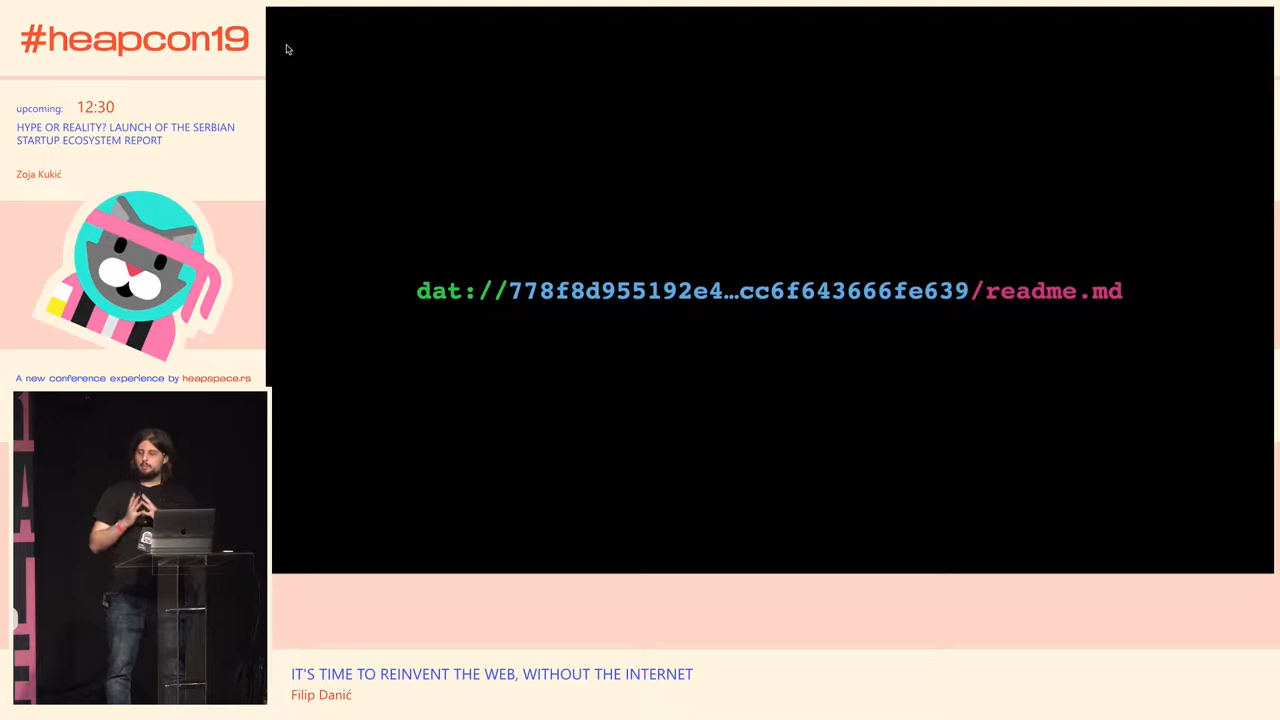 #heapcon19
upcoming: 12:30
HYPE OR REALITY? LAUNCH OF THE SERBIAN
STARTUP ECOSYSTEM REPORT
Zoja Kukić
A new conference experience by heapspace.rs
dat://778f8d955192e4…cc6f643666fe639/readme.md
IT'S TIME TO REINVENT THE WEB, WITHOUT THE INTERNET
Filip Danić